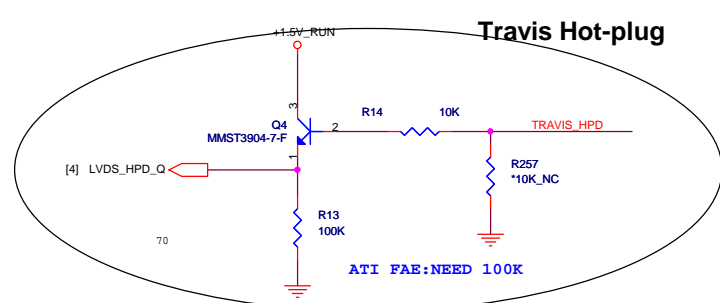 Travis Hot-plug
+1.5V_RUN
3
R14 10K
Q4
MMST3904-7-F
2
TRAVIS_HPD
1
[4] LVDS_HPD_Q
R257
*10K_NC
R13
100K
70
ATI FAE:NEED 100K